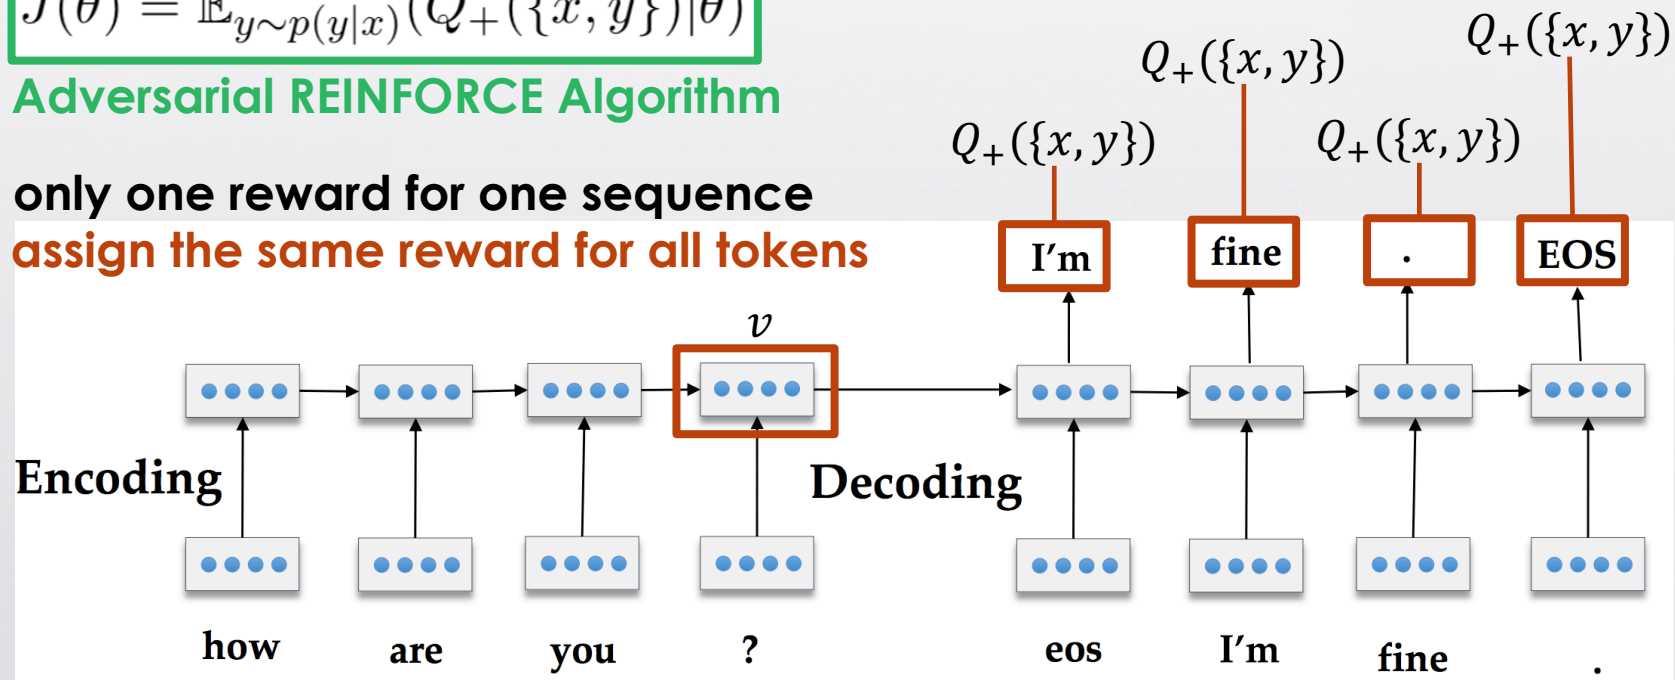 J(θ) = 𝔼_{y∼p(y|x)}(Q₊({x, y})|θ)
Adversarial REINFORCE Algorithm
only one reward for one sequence
assign the same reward for all tokens
Q₊({x, y})
Q₊({x, y})
Q₊({x, y})
Q₊({x, y})
I'm
fine
.
EOS
v
Encoding
Decoding
how are you ?
eos I'm fine .